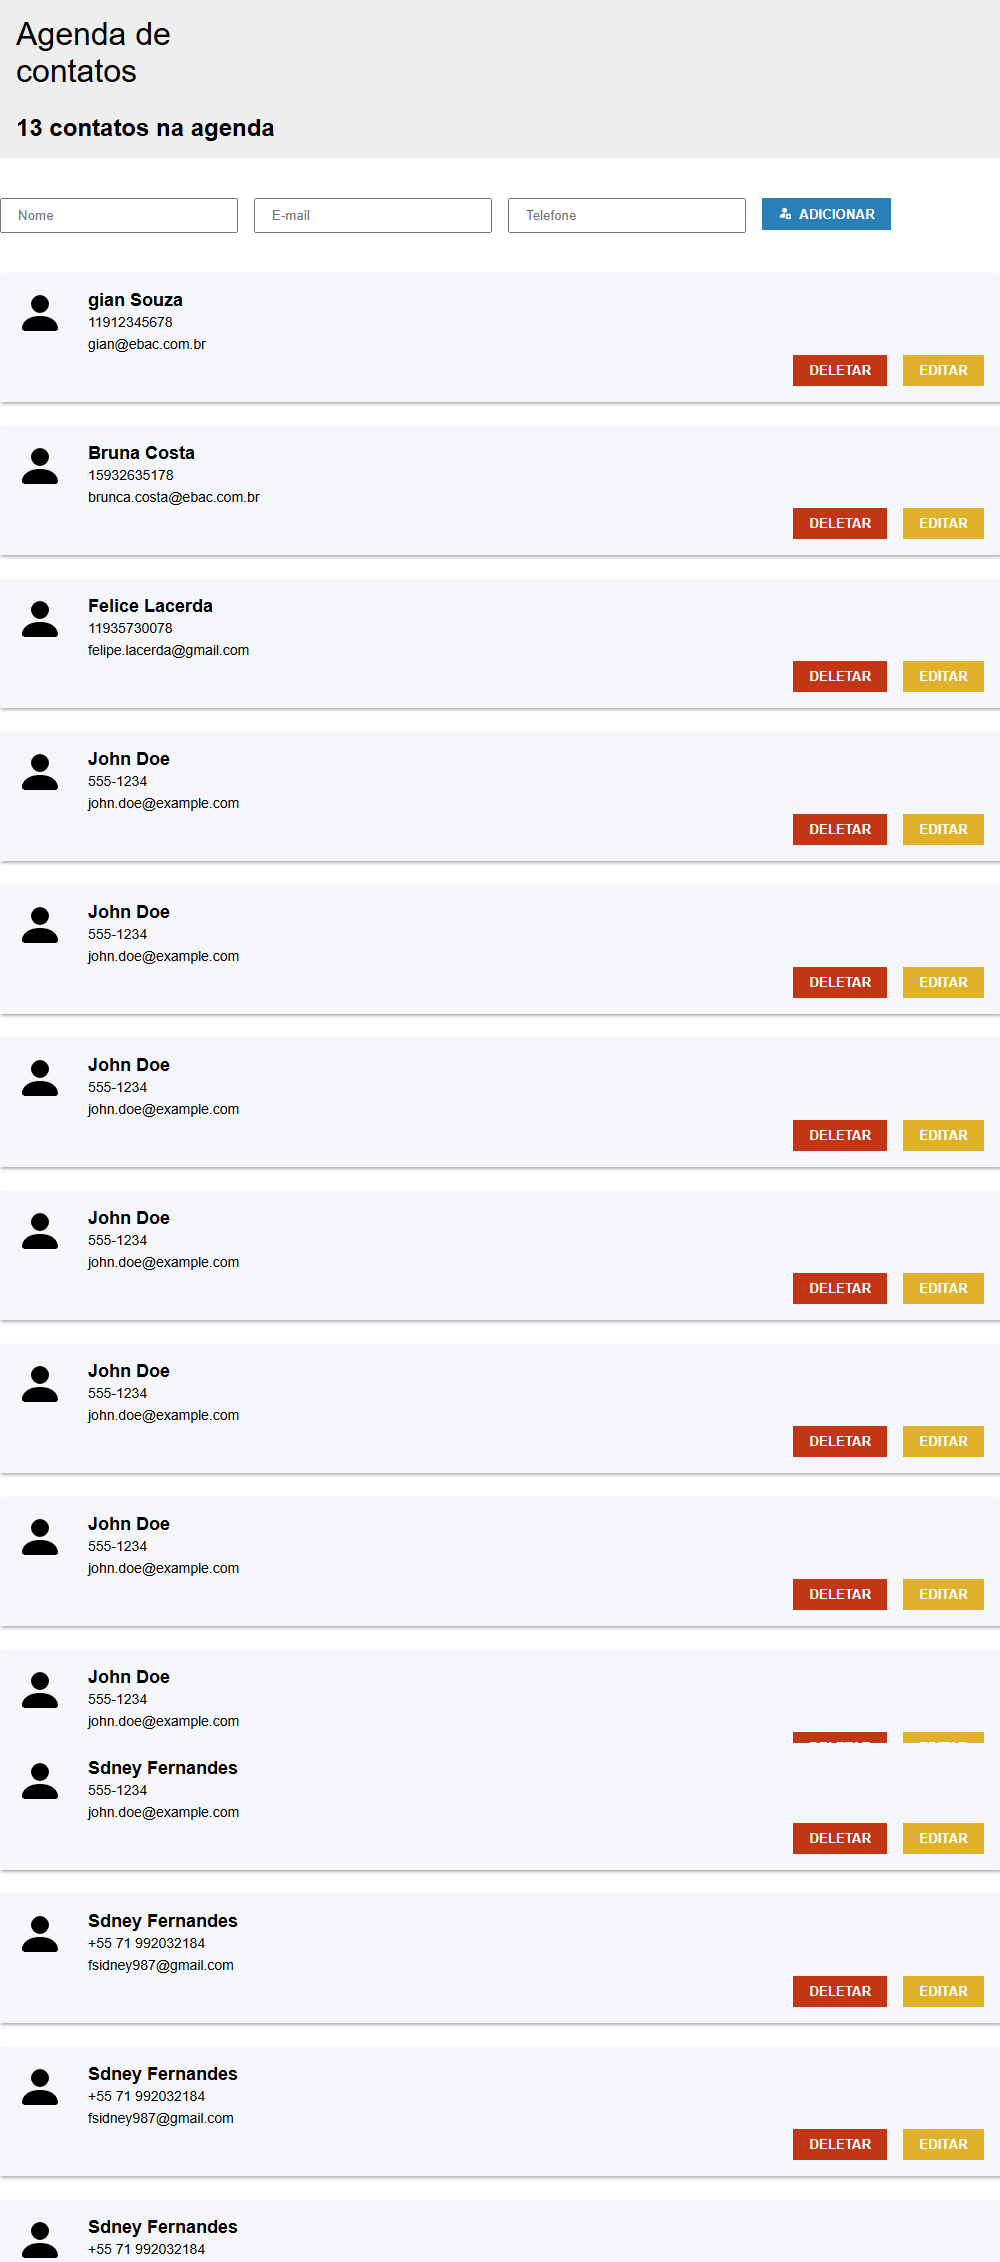 Agenda de
contatos
13 contatos na agenda
Nome E-mail Telefone ADICIONAR
gian Souza
11912345678
gian@ebac.com.br
DELETAR EDITAR
Bruna Costa
15932635178
brunca.costa@ebac.com.br
DELETAR EDITAR
Felice Lacerda
11935730078
felipe.lacerda@gmail.com
DELETAR EDITAR
John Doe
555-1234
john.doe@example.com
DELETAR EDITAR
John Doe
555-1234
john.doe@example.com
DELETAR EDITAR
John Doe
555-1234
john.doe@example.com
DELETAR EDITAR
John Doe
555-1234
john.doe@example.com
DELETAR EDITAR
John Doe
555-1234
john.doe@example.com
DELETAR EDITAR
John Doe
555-1234
john.doe@example.com
DELETAR EDITAR
John Doe
555-1234
john.doe@example.com
Sdney Fernandes
555-1234
john.doe@example.com
DELETAR EDITAR
Sdney Fernandes
+55 71 992032184
fsidney987@gmail.com
DELETAR EDITAR
Sdney Fernandes
+55 71 992032184
fsidney987@gmail.com
DELETAR EDITAR
Sdney Fernandes
+55 71 992032184